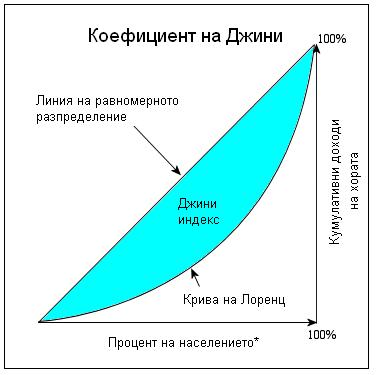 Коефициент на Джини
100%
Линия на равномерното
разпределение
Джини
индекс
Кумулативни доходи
на хората
Крива на Лоренц
100%
Процент на населението*